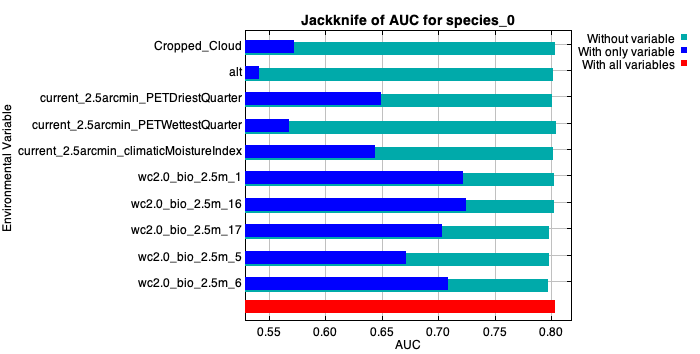 Jackknife of AUC for species_0
Without variable
With only variable
With all variables
Environmental Variable
Cropped_Cloud
alt
current_2.5arcmin_PETDriestQuarter
current_2.5arcmin_PETWettestQuarter
current_2.5arcmin_climaticMoistureIndex
wc2.0_bio_2.5m_1
wc2.0_bio_2.5m_16
wc2.0_bio_2.5m_17
wc2.0_bio_2.5m_5
wc2.0_bio_2.5m_6
0.55 0.60 0.65 0.70 0.75 0.80
AUC